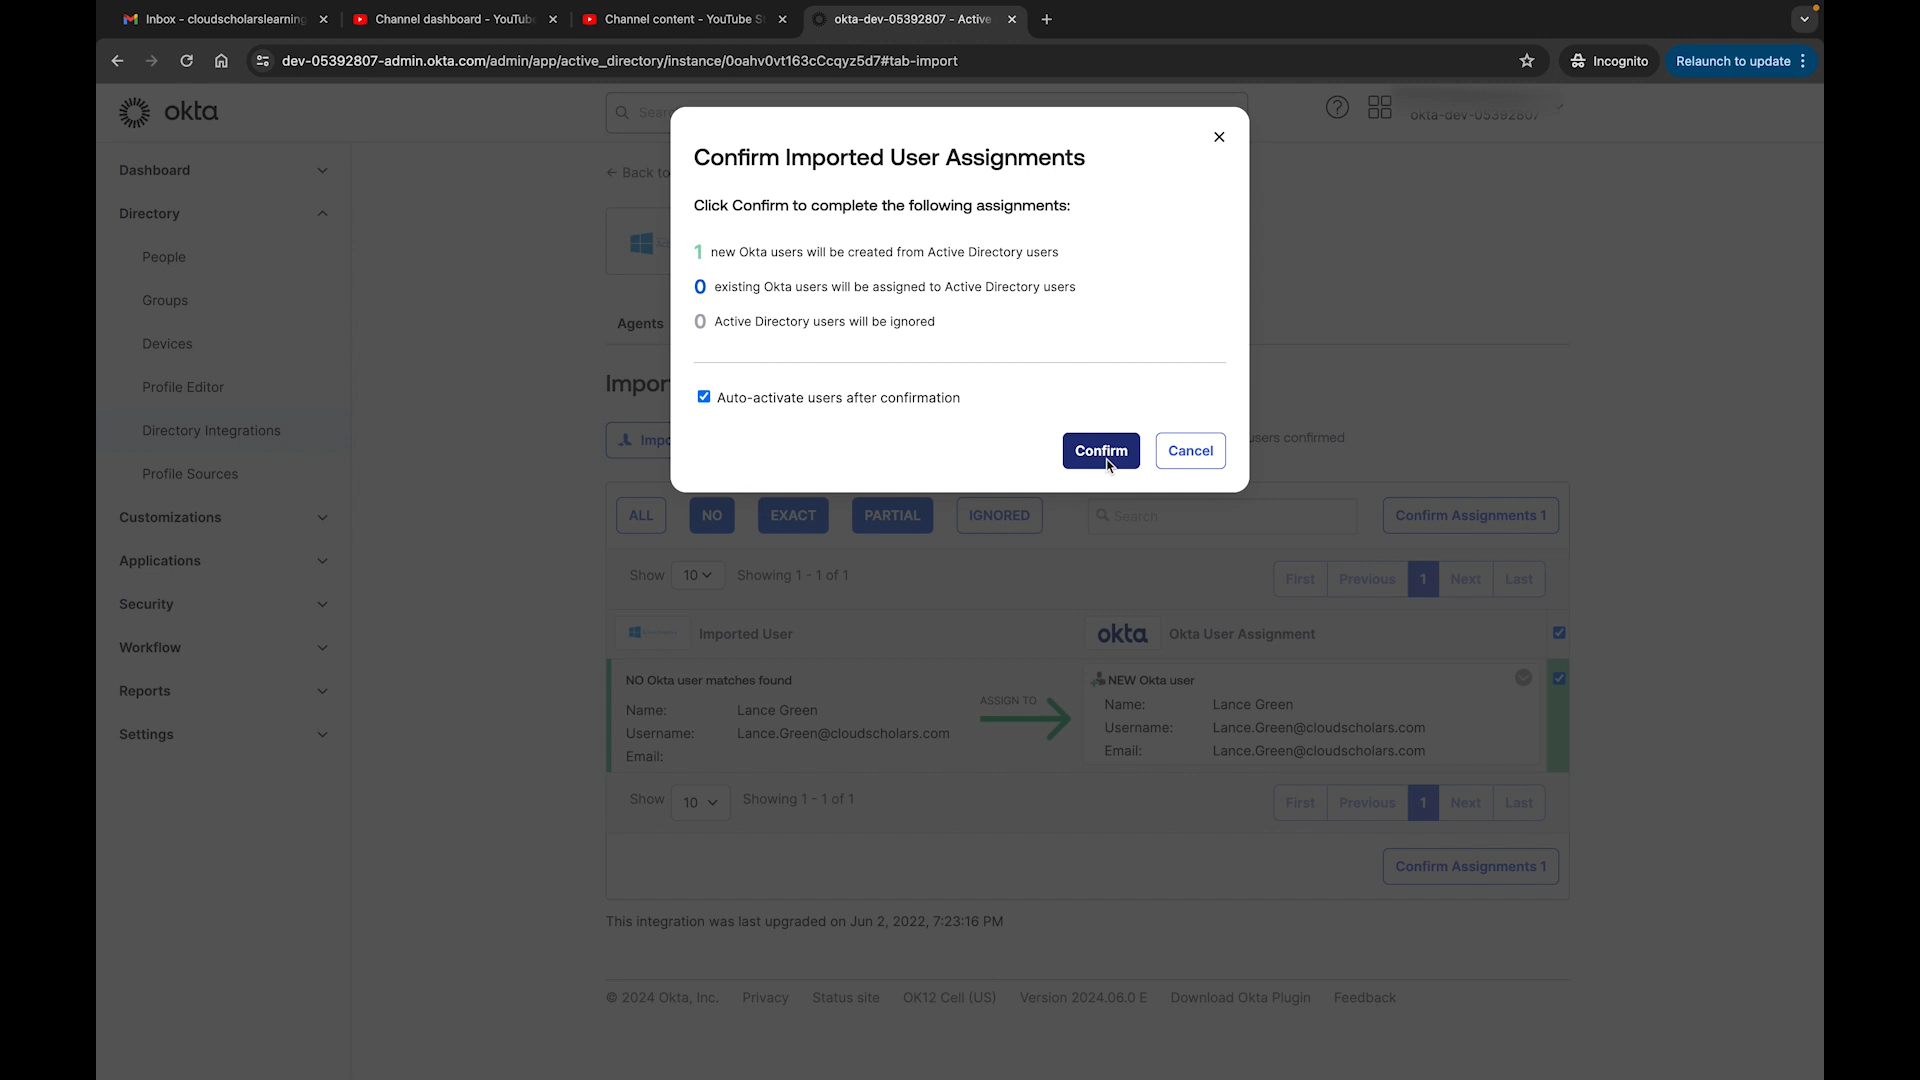 Inbox - cloudscholarslearning
Channel dashboard - YouTube
Channel content - YouTube S
okta-dev-05392807 - Active
dev-05392807-admin.okta.com/admin/app/active_directory/instance/0oahv0vt163cCcqyz5d7#tab-import
Incognito
Relaunch to update
okta
Sear
okta-dev-05392807
Dashboard
Directory
People
Groups
Devices
Profile Editor
Directory Integrations
Profile Sources
Customizations
Applications
Security
Workflow
Reports
Settings
← Back to
Agents
Impor
Impo
users confirmed
Confirm Imported User Assignments
Click Confirm to complete the following assignments:
1 new Okta users will be created from Active Directory users
0 existing Okta users will be assigned to Active Directory users
0 Active Directory users will be ignored
Auto-activate users after confirmation
Confirm
Cancel
ALL
NO
EXACT
PARTIAL
IGNORED
Search
Confirm Assignments 1
Show 10 Showing 1 - 1 of 1
First Previous 1 Next Last
Imported User
okta Okta User Assignment
NO Okta user matches found
Name: Lance Green
Username: Lance.Green@cloudscholars.com
Email:
ASSIGN TO
NEW Okta user
Name: Lance Green
Username: Lance.Green@cloudscholars.com
Email: Lance.Green@cloudscholars.com
Show 10 Showing 1 - 1 of 1
First Previous 1 Next Last
Confirm Assignments 1
This integration was last upgraded on Jun 2, 2022, 7:23:16 PM
© 2024 Okta, Inc. Privacy Status site OK12 Cell (US) Version 2024.06.0 E Download Okta Plugin Feedback